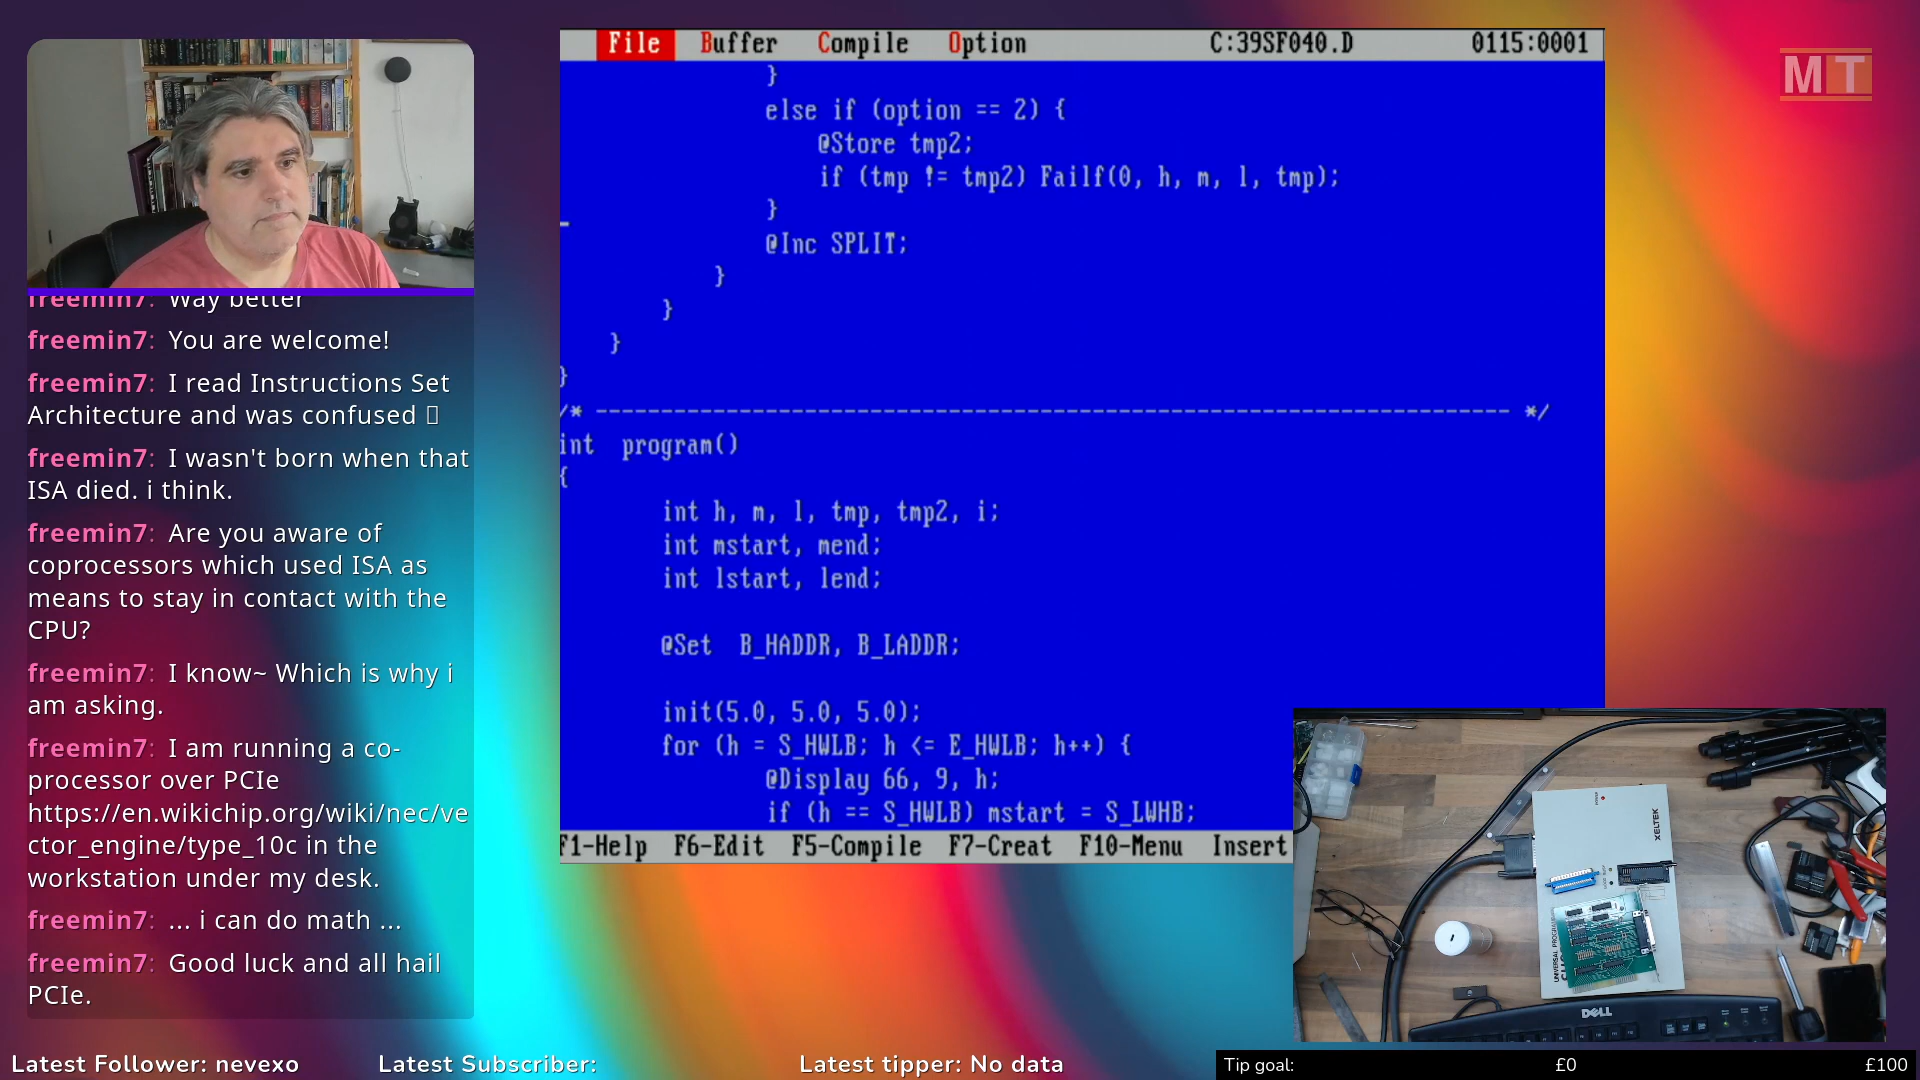 File Buffer Compile Option C:39SF040.D 0115:0001
}
else if (option == 2) {
@Store tmp2;
if (tmp != tmp2) Failf(0, h, m, l, tmp);
}
@Inc SPLIT;
}
}
}
}
/* ---------------------------------------------------------------------- */
int program()
{
int h, m, l, tmp, tmp2, i;
int mstart, mend;
int lstart, lend;
@Set B_HADDR, B_LADDR;
init(5.0, 5.0, 5.0);
for (h = S_HWLB; h <= E_HWLB; h++) {
@Display 66, 9, h;
if (h == S_HWLB) mstart = S_LWHB;
F1-Help F6-Edit F5-Compile F7-Creat F10-Menu Insert
MT
freemin7: Way better
freemin7: You are welcome!
freemin7: I read Instructions Set
Architecture and was confused
freemin7: I wasn't born when that
ISA died. i think.
freemin7: Are you aware of
coprocessors which used ISA as
means to stay in contact with the
CPU?
freemin7: I know~ Which is why i
am asking.
freemin7: I am running a co-
processor over PCIe
https://en.wikichip.org/wiki/nec/ve
ctor_engine/type_10c in the
workstation under my desk.
freemin7: ... i can do math ...
freemin7: Good luck and all hail
PCIe.
XELTEK
DELL
Latest Follower: nevexo Latest Subscriber: Latest tipper: No data
Tip goal: £0 £100